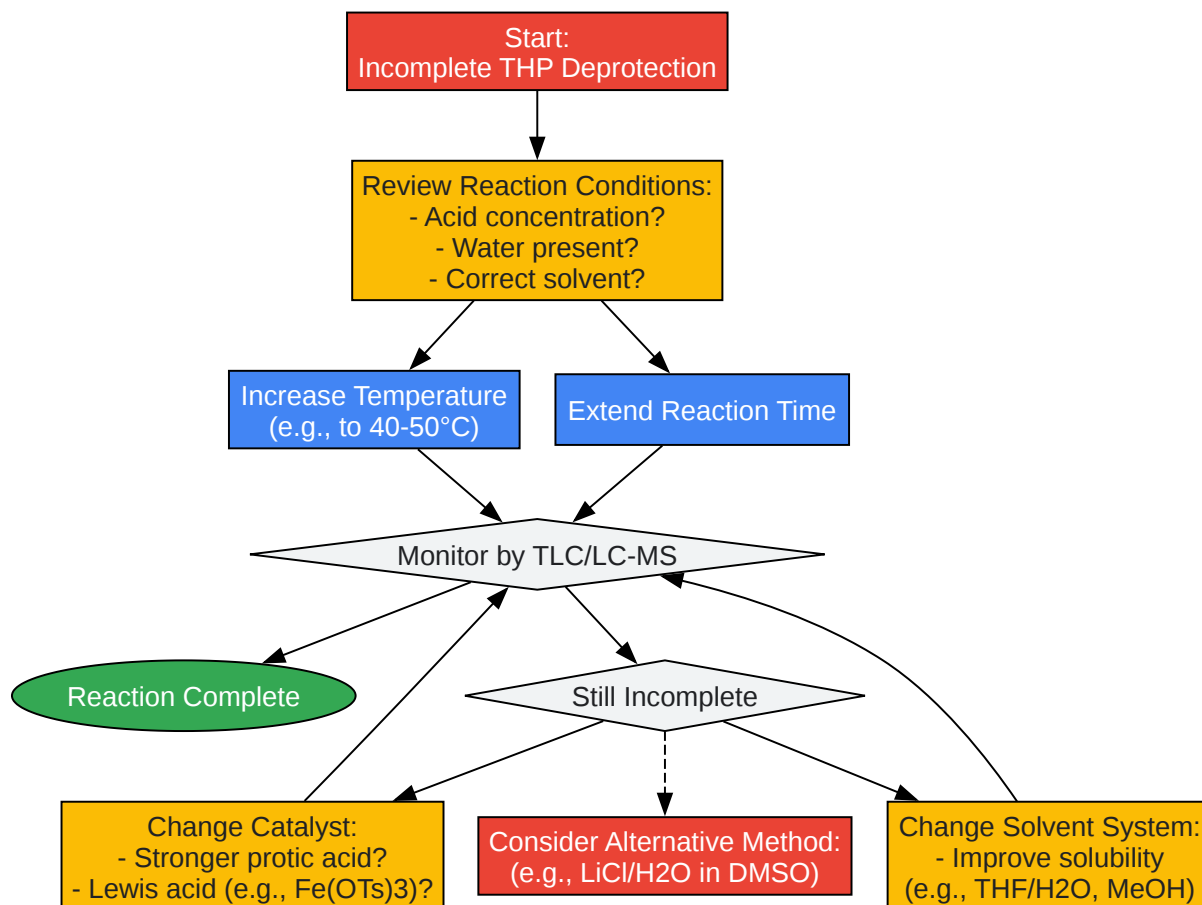 Start:
Incomplete THP Deprotection
Review Reaction Conditions:
- Acid concentration?
- Water present?
- Correct solvent?
Increase Temperature
(e.g., to 40-50°C)
Extend Reaction Time
Monitor by TLC/LC-MS
Reaction Complete
Still Incomplete
Change Catalyst:
- Stronger protic acid?
- Lewis acid (e.g., Fe(OTs)3)?
Consider Alternative Method:
(e.g., LiCl/H2O in DMSO)
Change Solvent System:
- Improve solubility
(e.g., THF/H2O, MeOH)